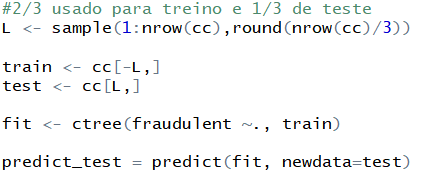 #2/3 usado para treino e 1/3 de teste
L <- sample(1:nrow(cc),round(nrow(cc)/3))
train <- cc[-L,]
test <- cc[L,]
fit <- ctree(fraudulent ~., train)
predict_test = predict(fit, newdata=test)